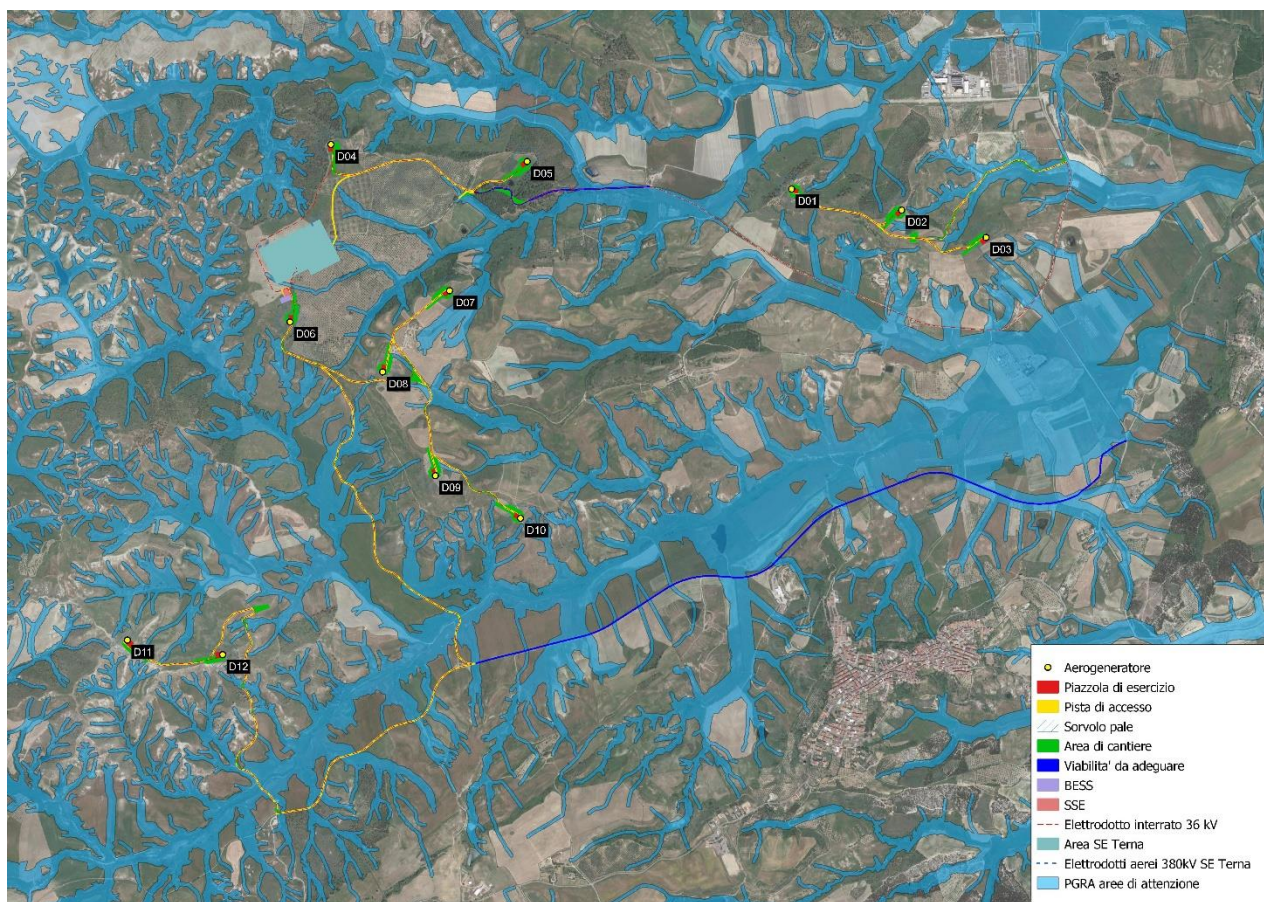 D04
D05
D01
D02
D03
D07
D06
D08
D09
D10
D11
D12
Aerogeneratore
Piazzola di esercizio
Pista di accesso
Sorvolo pale
Area di cantiere
Viabilita' da adeguare
BESS
SSE
Elettrodotto interrato 36 kV
Area SE Terna
Elettrodotti aerei 380kV SE Terna
PGRA aree di attenzione